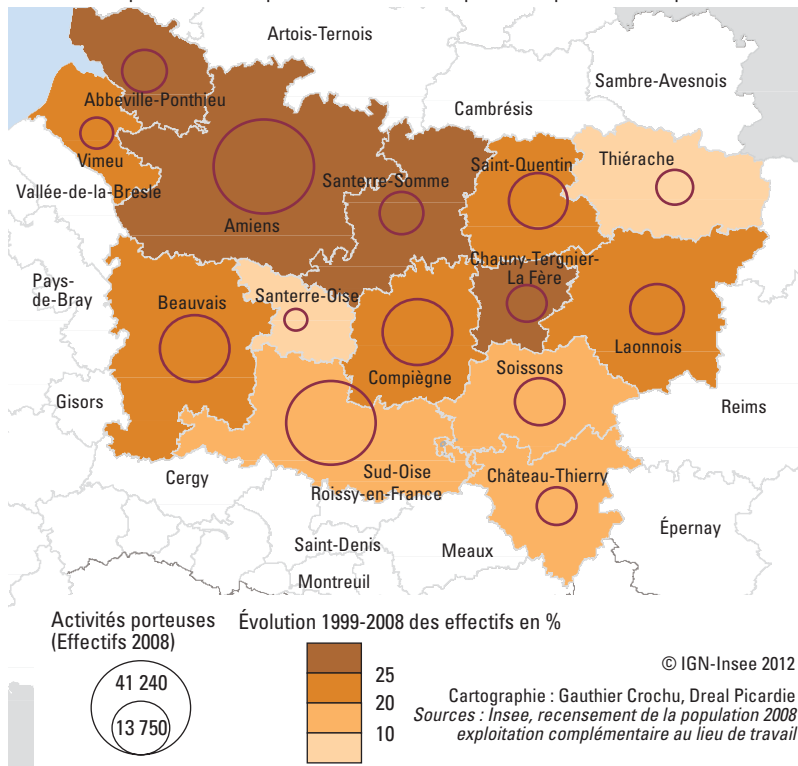 Artois-Ternois
Sambre-Avesnois
Abbeville-Ponthieu
Cambrésis
Vimeu
Saint-Quentin
Thiérache
Vallée-de-la-Bresle
Santerre-Somme
Amiens
Chauny-Tergnier-
La Fère
Pays-
de-Bray
Beauvais
Santerre-Oise
Laonnois
Compiègne
Soissons
Gisors
Reims
Cergy
Sud-Oise
Château-Thierry
Roissy-en-France
Épernay
Saint-Denis
Meaux
Montreuil
Activités porteuses
(Effectifs 2008)
41 240
13 750
Évolution 1999-2008 des effectifs en %
25
20
10
© IGN-Insee 2012
Cartographie : Gauthier Crochu, Dreal Picardie
Sources : Insee, recensement de la population 2008
exploitation complémentaire au lieu de travail